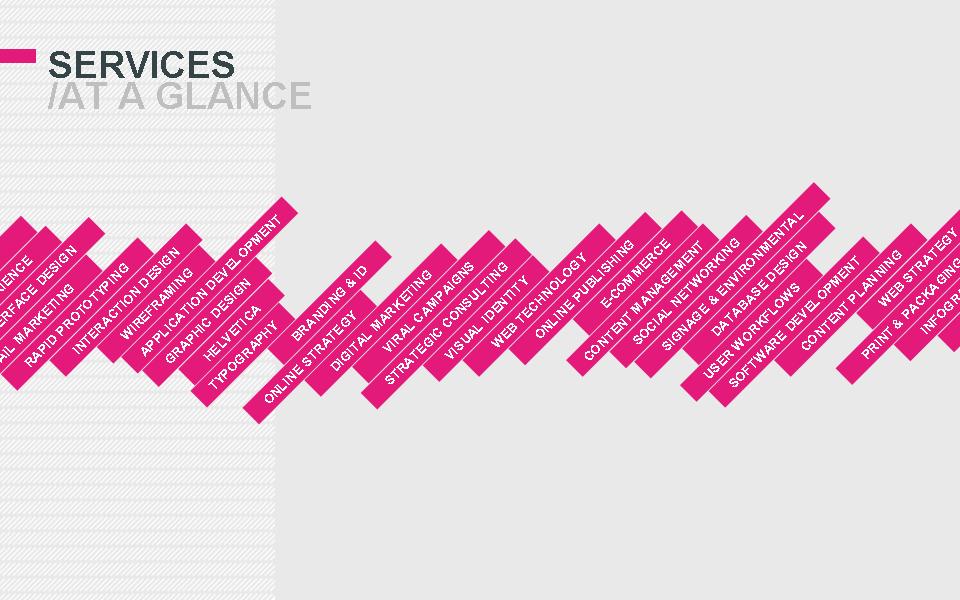 SERVICES
/AT A GLANCE
IENCE
ERFACE DESIGN
AIL MARKETING
RAPID PROTOTYPING
INTERACTION DESIGN
WIREFRAMING
APPLICATION DEVELOPMENT
GRAPHIC DESIGN
HELVETICA
TYPOGRAPHY
BRANDING & ID
ONLINE STRATEGY
DIGITAL MARKETING
VIRAL CAMPAIGNS
STRATEGIC CONSULTING
VISUAL IDENTITY
WEB TECHNOLOGY
ONLINE PUBLISHING
E-COMMERCE
CONTENT MANAGEMENT
SOCIAL NETWORKING
SIGNAGE & ENVIRONMENTAL
DATABASE DESIGN
USER WORKFLOWS
SOFTWARE DEVELOPMENT
CONTENT PLANNING
WEB STRATEGY
PRINT & PACKAGING
INFOGR